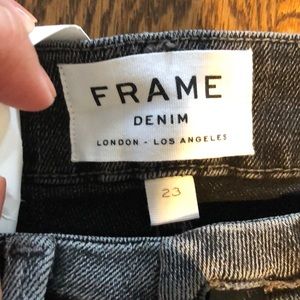 FRAME
DENIM
LONDON - LOS ANGELES
23